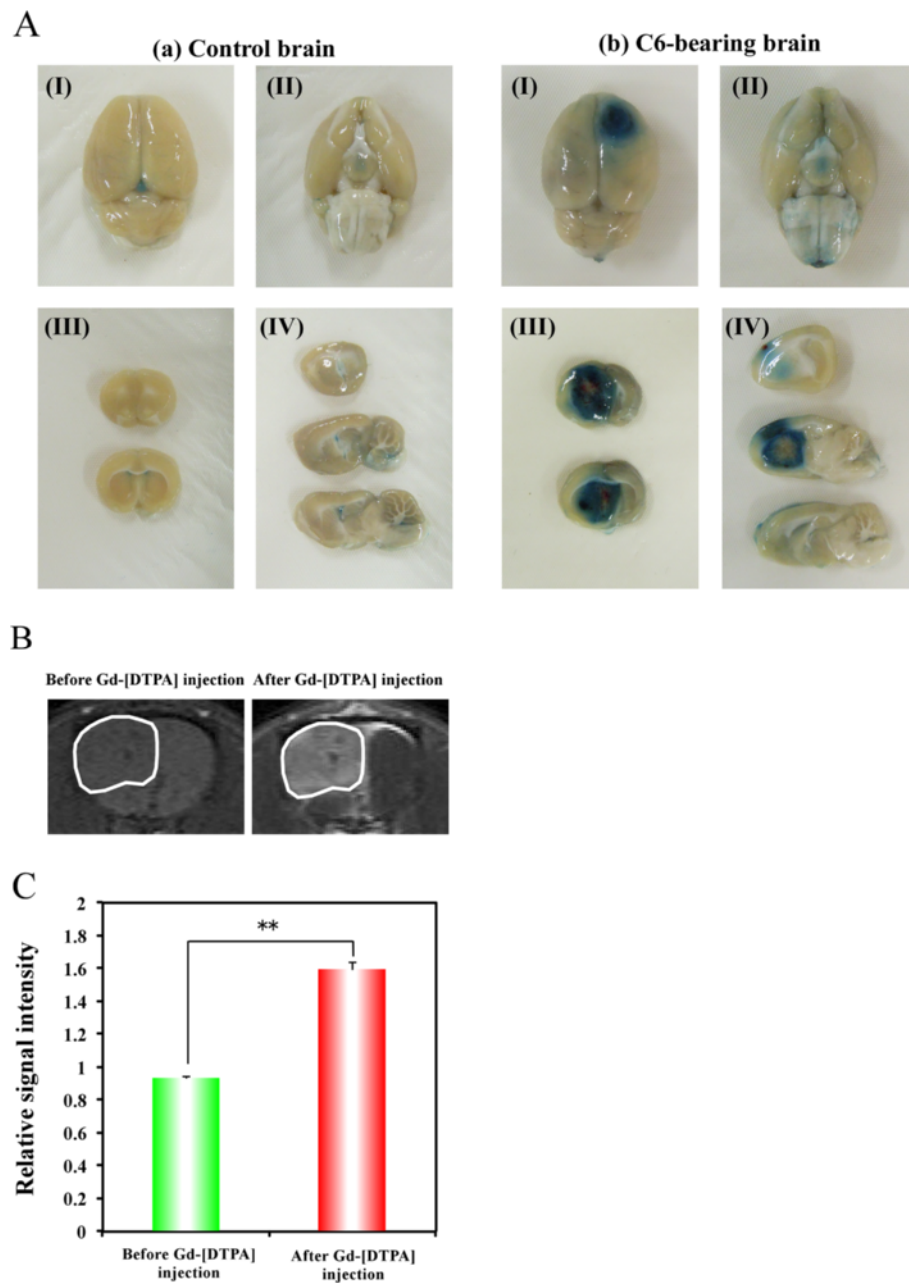 A
(a) Control brain
(b) C6-bearing brain
(I)
(II)
(I)
(II)
(III)
(IV)
(III)
(IV)
B
Before Gd-[DTPA] injection
After Gd-[DTPA] injection
C
Relative signal intensity
2
1.8
1.6
1.4
1.2
1
0.8
0.6
0.4
0.2
0
**
Before Gd-[DTPA]
injection
After Gd-[DTPA]
injection